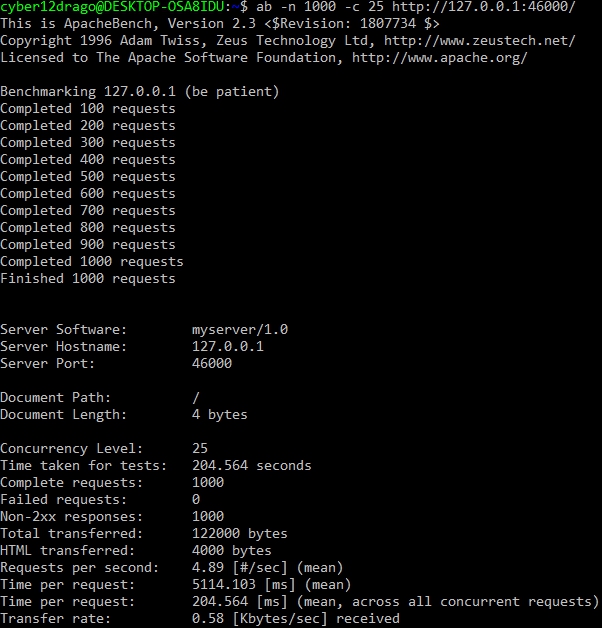 cyber12drago@DESKTOP-OSA8IDU:~$ ab -n 1000 -c 25 http://127.0.0.1:46000/
This is ApacheBench, Version 2.3 <$Revision: 1807734 $>
Copyright 1996 Adam Twiss, Zeus Technology Ltd, http://www.zeustech.net/
Licensed to The Apache Software Foundation, http://www.apache.org/
Benchmarking 127.0.0.1 (be patient)
Completed 100 requests
Completed 200 requests
Completed 300 requests
Completed 400 requests
Completed 500 requests
Completed 600 requests
Completed 700 requests
Completed 800 requests
Completed 900 requests
Completed 1000 requests
Finished 1000 requests
Server Software: myserver/1.0
Server Hostname: 127.0.0.1
Server Port: 46000
Document Path: /
Document Length: 4 bytes
Concurrency Level: 25
Time taken for tests: 204.564 seconds
Complete requests: 1000
Failed requests: 0
Non-2xx responses: 1000
Total transferred: 122000 bytes
HTML transferred: 4000 bytes
Requests per second: 4.89 [#/sec] (mean)
Time per request: 5114.103 [ms] (mean)
Time per request: 204.564 [ms] (mean, across all concurrent requests)
Transfer rate: 0.58 [Kbytes/sec] received